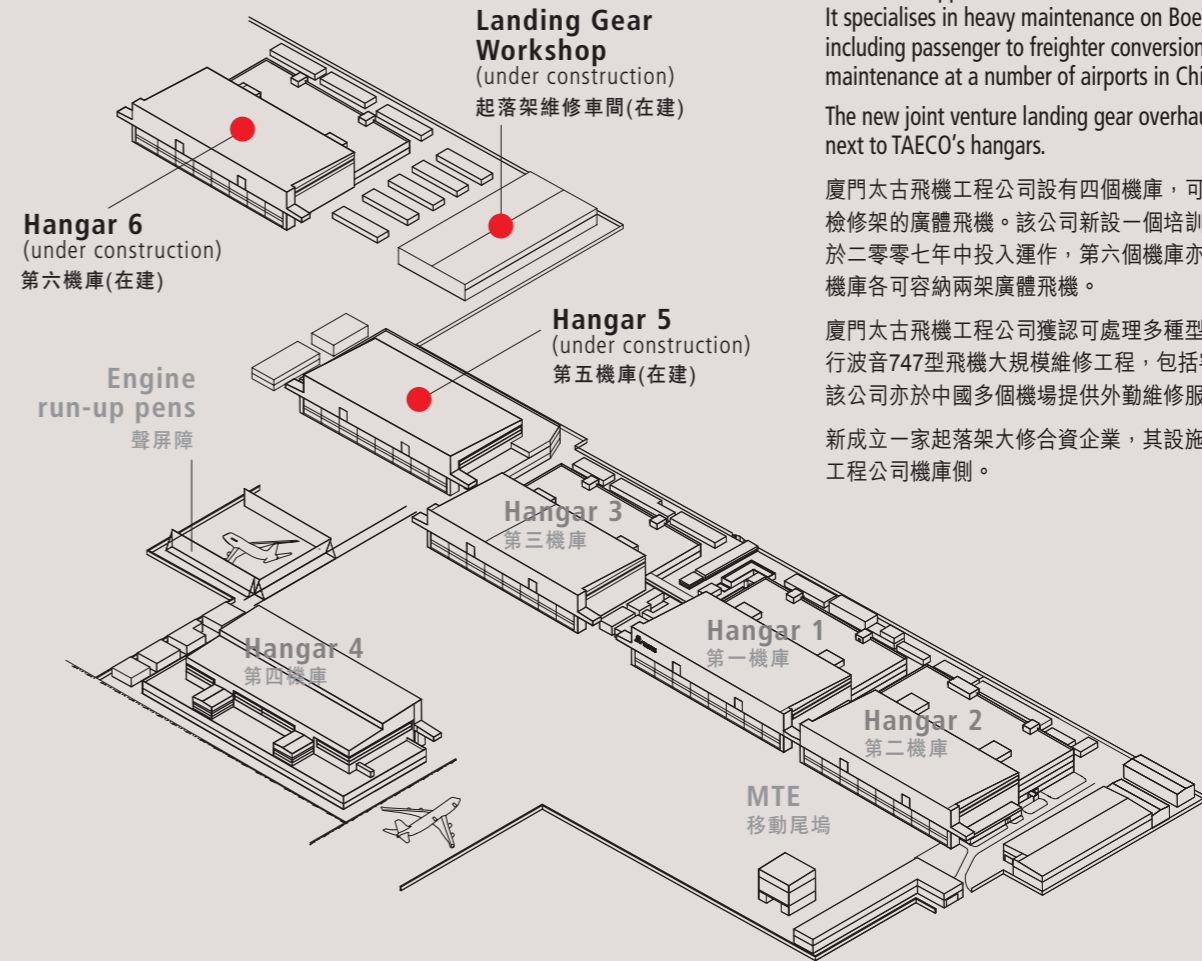 Landing Gear
Workshop
(under construction)
起落架維修車間(在建)
Hangar 6
(under construction)
第六機庫(在建)
Hangar 5
(under construction)
第五機庫(在建)
Engine
run-up pens
聲屏障
Hangar 3
第三機庫
Hangar 4
第四機庫
Hangar 1
第一機庫
Hangar 2
第二機庫
MTE
移動尾塢
It specialises in heavy maintenance on Boe
including passenger to freighter conversion
maintenance at a number of airports in Chi
The new joint venture landing gear overhau
next to TAECO's hangars.
廈門太古飛機工程公司設有四個機庫，可
檢修架的廣體飛機。該公司新設一個培訓
於二零零七年中投入運作，第六個機庫亦
機庫各可容納兩架廣體飛機。
廈門太古飛機工程公司獲認可處理多種型
行波音747型飛機大規模維修工程，包括
該公司亦於中國多個機場提供外勤維修服
新成立一家起落架大修合資企業，其設施
工程公司機庫側。